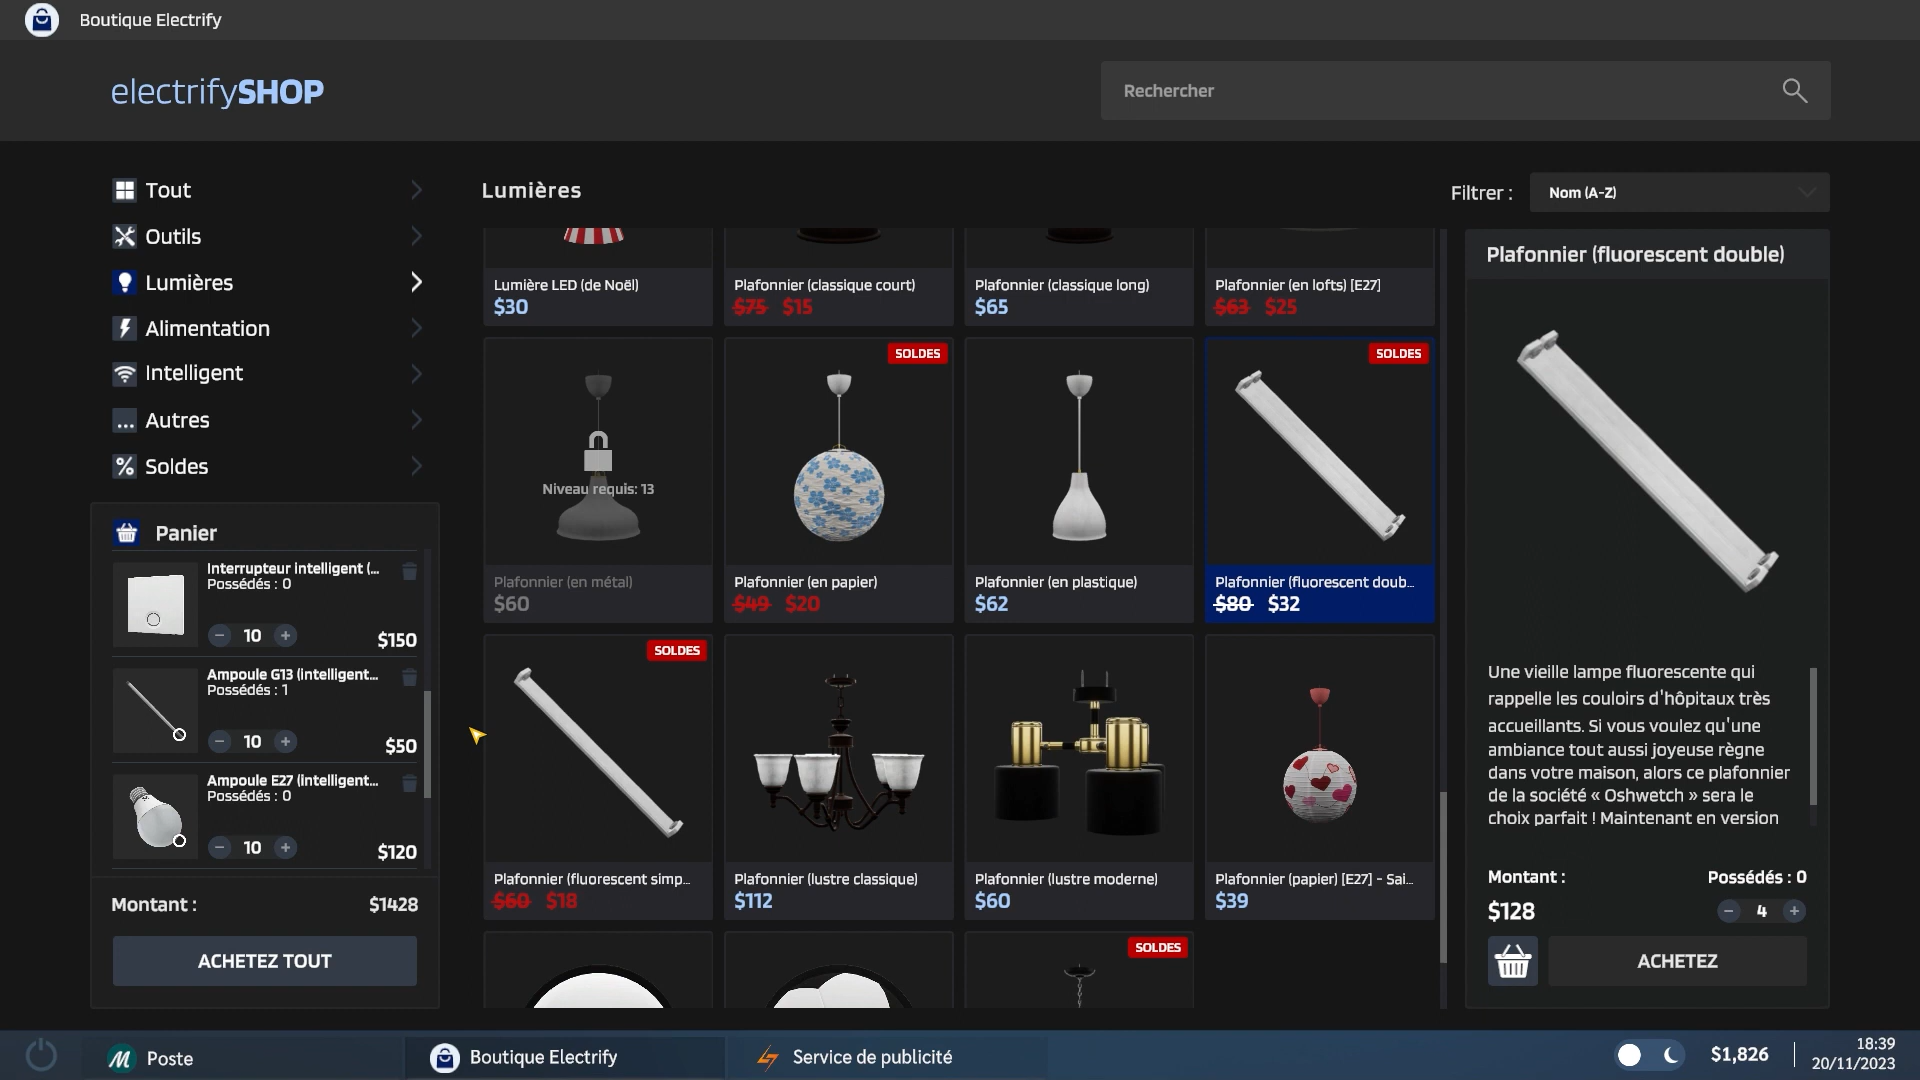 Boutique Electrify
electrifySHOP
Rechercher
Tout
Outils
Lumières
Alimentation
Intelligent
Autres
Soldes
Lumières
Filtrer :
Nom (A-Z)
Lumière LED (de Noël)
$30
Plafonnier (classique court)
$75 $15
Plafonnier (classique long)
$65
Plafonnier (en lofts) [E27]
$63 $25
Niveau requis: 13
Plafonnier (en métal)
$60
SOLDES
Plafonnier (en papier)
$49 $20
Plafonnier (en plastique)
$62
SOLDES
Plafonnier (fluorescent doub...
$80 $32
SOLDES
Plafonnier (fluorescent simp...
$60 $18
Plafonnier (lustre classique)
$112
Plafonnier (lustre moderne)
$60
Plafonnier (papier) [E27] - Sai...
$39
SOLDES
Panier
Interrupteur intelligent (...
Possédés : 0
10
$150
Ampoule G13 (intelligent...
Possédés : 1
10
$50
Ampoule E27 (intelligent...
Possédés : 0
10
$120
Montant :
$1428
ACHETEZ TOUT
Plafonnier (fluorescent double)
Une vieille lampe fluorescente qui
rappelle les couloirs d'hôpitaux très
accueillants. Si vous voulez qu'une
ambiance tout aussi joyeuse règne
dans votre maison, alors ce plafonnier
de la société « Oshwetch » sera le
choix parfait ! Maintenant en version
Montant :
Possédés : 0
$128
4
ACHETEZ
Poste
Boutique Electrify
Service de publicité
$1,826
18:39
20/11/2023